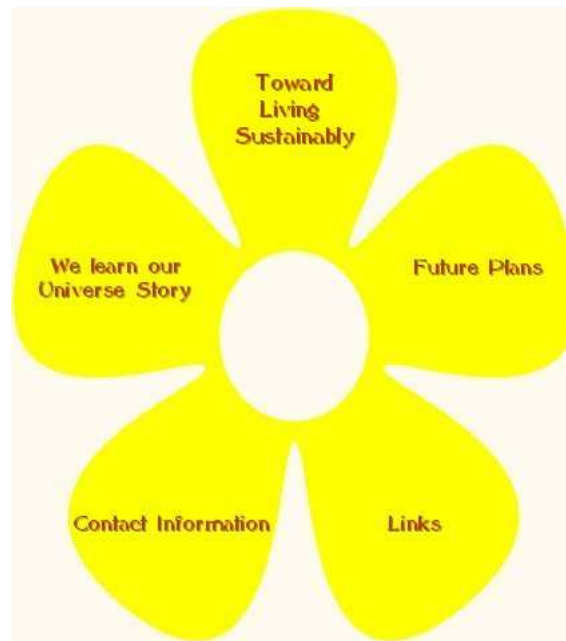 Toward
Living
Sustainably
We learn our
Universe Story
Future Plans
Contact Information
Links